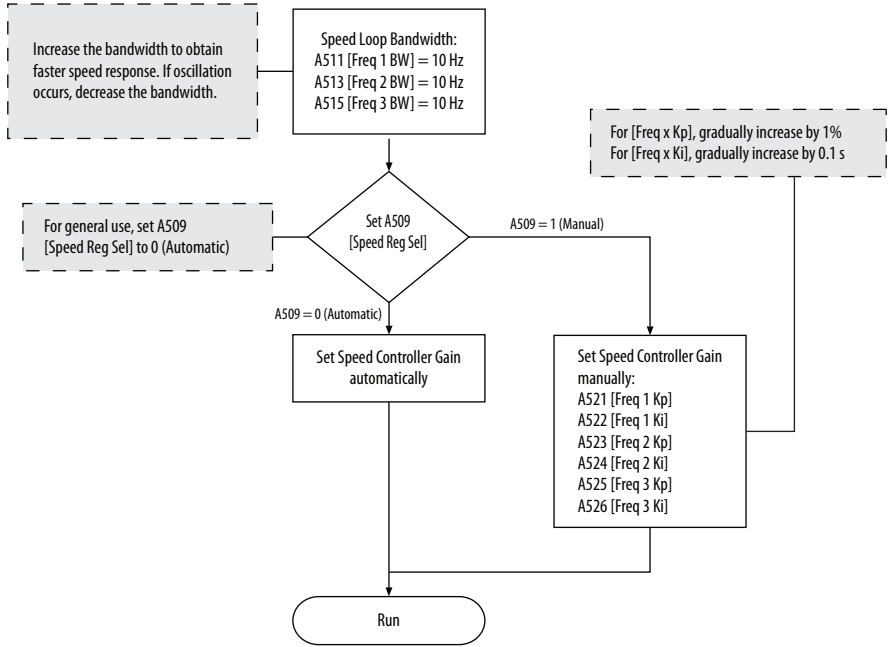 Increase the bandwidth to obtain
faster speed response. If oscillation
occurs, decrease the bandwidth.
Speed Loop Bandwidth:
A511 [Freq 1 BW] = 10 Hz
A513 [Freq 2 BW] = 10 Hz
A515 [Freq 3 BW] = 10 Hz
For [Freq x Kp], gradually increase by 1%
For [Freq x Ki], gradually increase by 0.1 s
For general use, set A509
[Speed Reg Sel] to 0 (Automatic)
Set A509
[Speed Reg Sel]
A509 = 1 (Manual)
A509 = 0 (Automatic)
Set Speed Controller Gain
automatically
Set Speed Controller Gain
manually:
A521 [Freq 1 Kp]
A522 [Freq 1 Ki]
A523 [Freq 2 Kp]
A524 [Freq 2 Ki]
A525 [Freq 3 Kp]
A526 [Freq 3 Ki]
Run